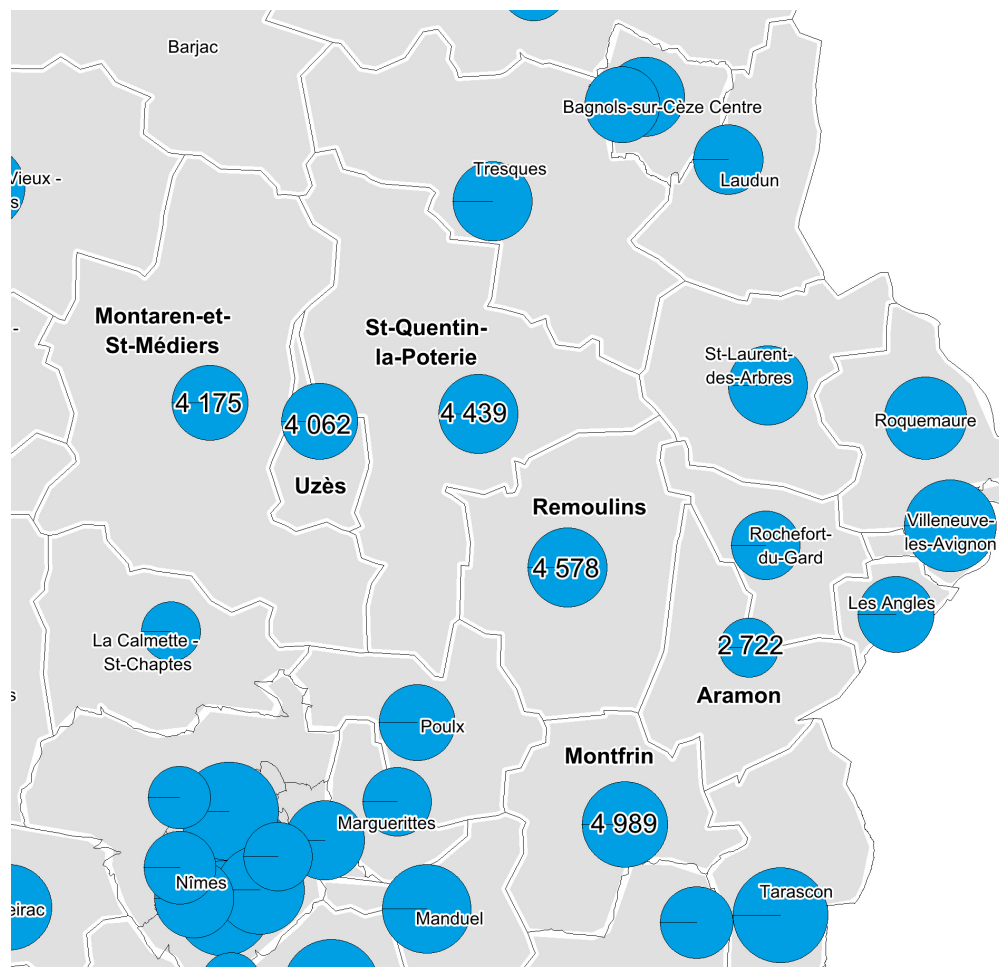 Barjac
Bagnols-sur-Cèze Centre
Tresques
Laudun
Vieux -
s
Montaren-et-
St-Médiers
St-Quentin-
la-Poterie
-
St-Laurent-
des-Arbres
4 175
4 062
4 439
Roquemaure
Uzès
Remoulins
Villeneuve-
les-Avignon
Rochefort-
du-Gard
4 578
Les Angles
La Calmette -
St-Chaptes
2 722
Aramon
s
Poulx
Montfrin
Marguerittes
4 989
Nîmes
Tarascon
eirac
Manduel